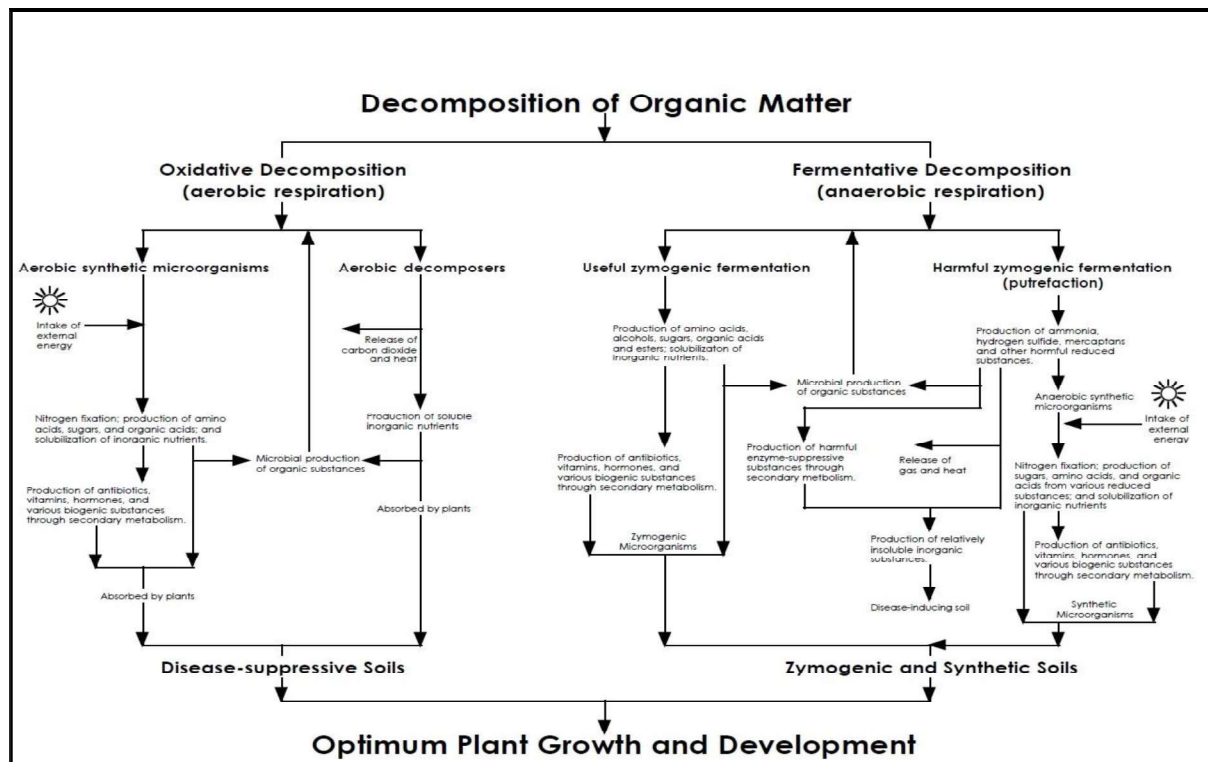 Decomposition of Organic Matter
Oxidative Decomposition
(aerobic respiration)
Fermentative Decomposition
(anaerobic respiration)
Aerobic synthetic microorganisms
Aerobic decomposers
Useful zymogenic fermentation
Harmful zymogenic fermentation
(putrefaction)
Intake of
external
energy
Release of
carbon dioxide
and heat
Production of amino acids,
alcohols, sugars, organic acids
and esters; solubilizaton of
inorganic nutrients.
Production of ammonia,
hydrogen sulfide, mercaptans
and other harmful reduced
substances.
Microbial production
of organic substances
Anaerobic synthetic
microorganisms
Intake of
external
energy
Nitrogen fixation; production of amino
acids, sugars, and organic acids; and
solubilization of inorganic nutrients.
Production of soluble
inorganic nutrients
Microbial production
of organic substances
Production of antibiotics,
vitamins, hormones, and
various biogenic substances
through secondary metabolism.
Production of harmful
enzyme-suppressive
substances through
secondary metbolism.
Release of
gas and heat
Nitrogen fixation; production of
sugars, amino acids, and organic
acids from various reduced
substances; and solubilization of
inorganic nutrients
Production of antibiotics,
vitamins, hormones, and
various biogenic substances
through secondary metabolism.
Absorbed by plants
Zymogenic
Microorganisms
Production of relatively
insoluble inorganic
substances.
Production of antibiotics,
vitamins, hormones, and
various biogenic substances
through secondary metabolism.
Absorbed by plants
Disease-inducing soil
Synthetic
Microorganisms
Disease-suppressive Soils
Zymogenic and Synthetic Soils
Optimum Plant Growth and Development